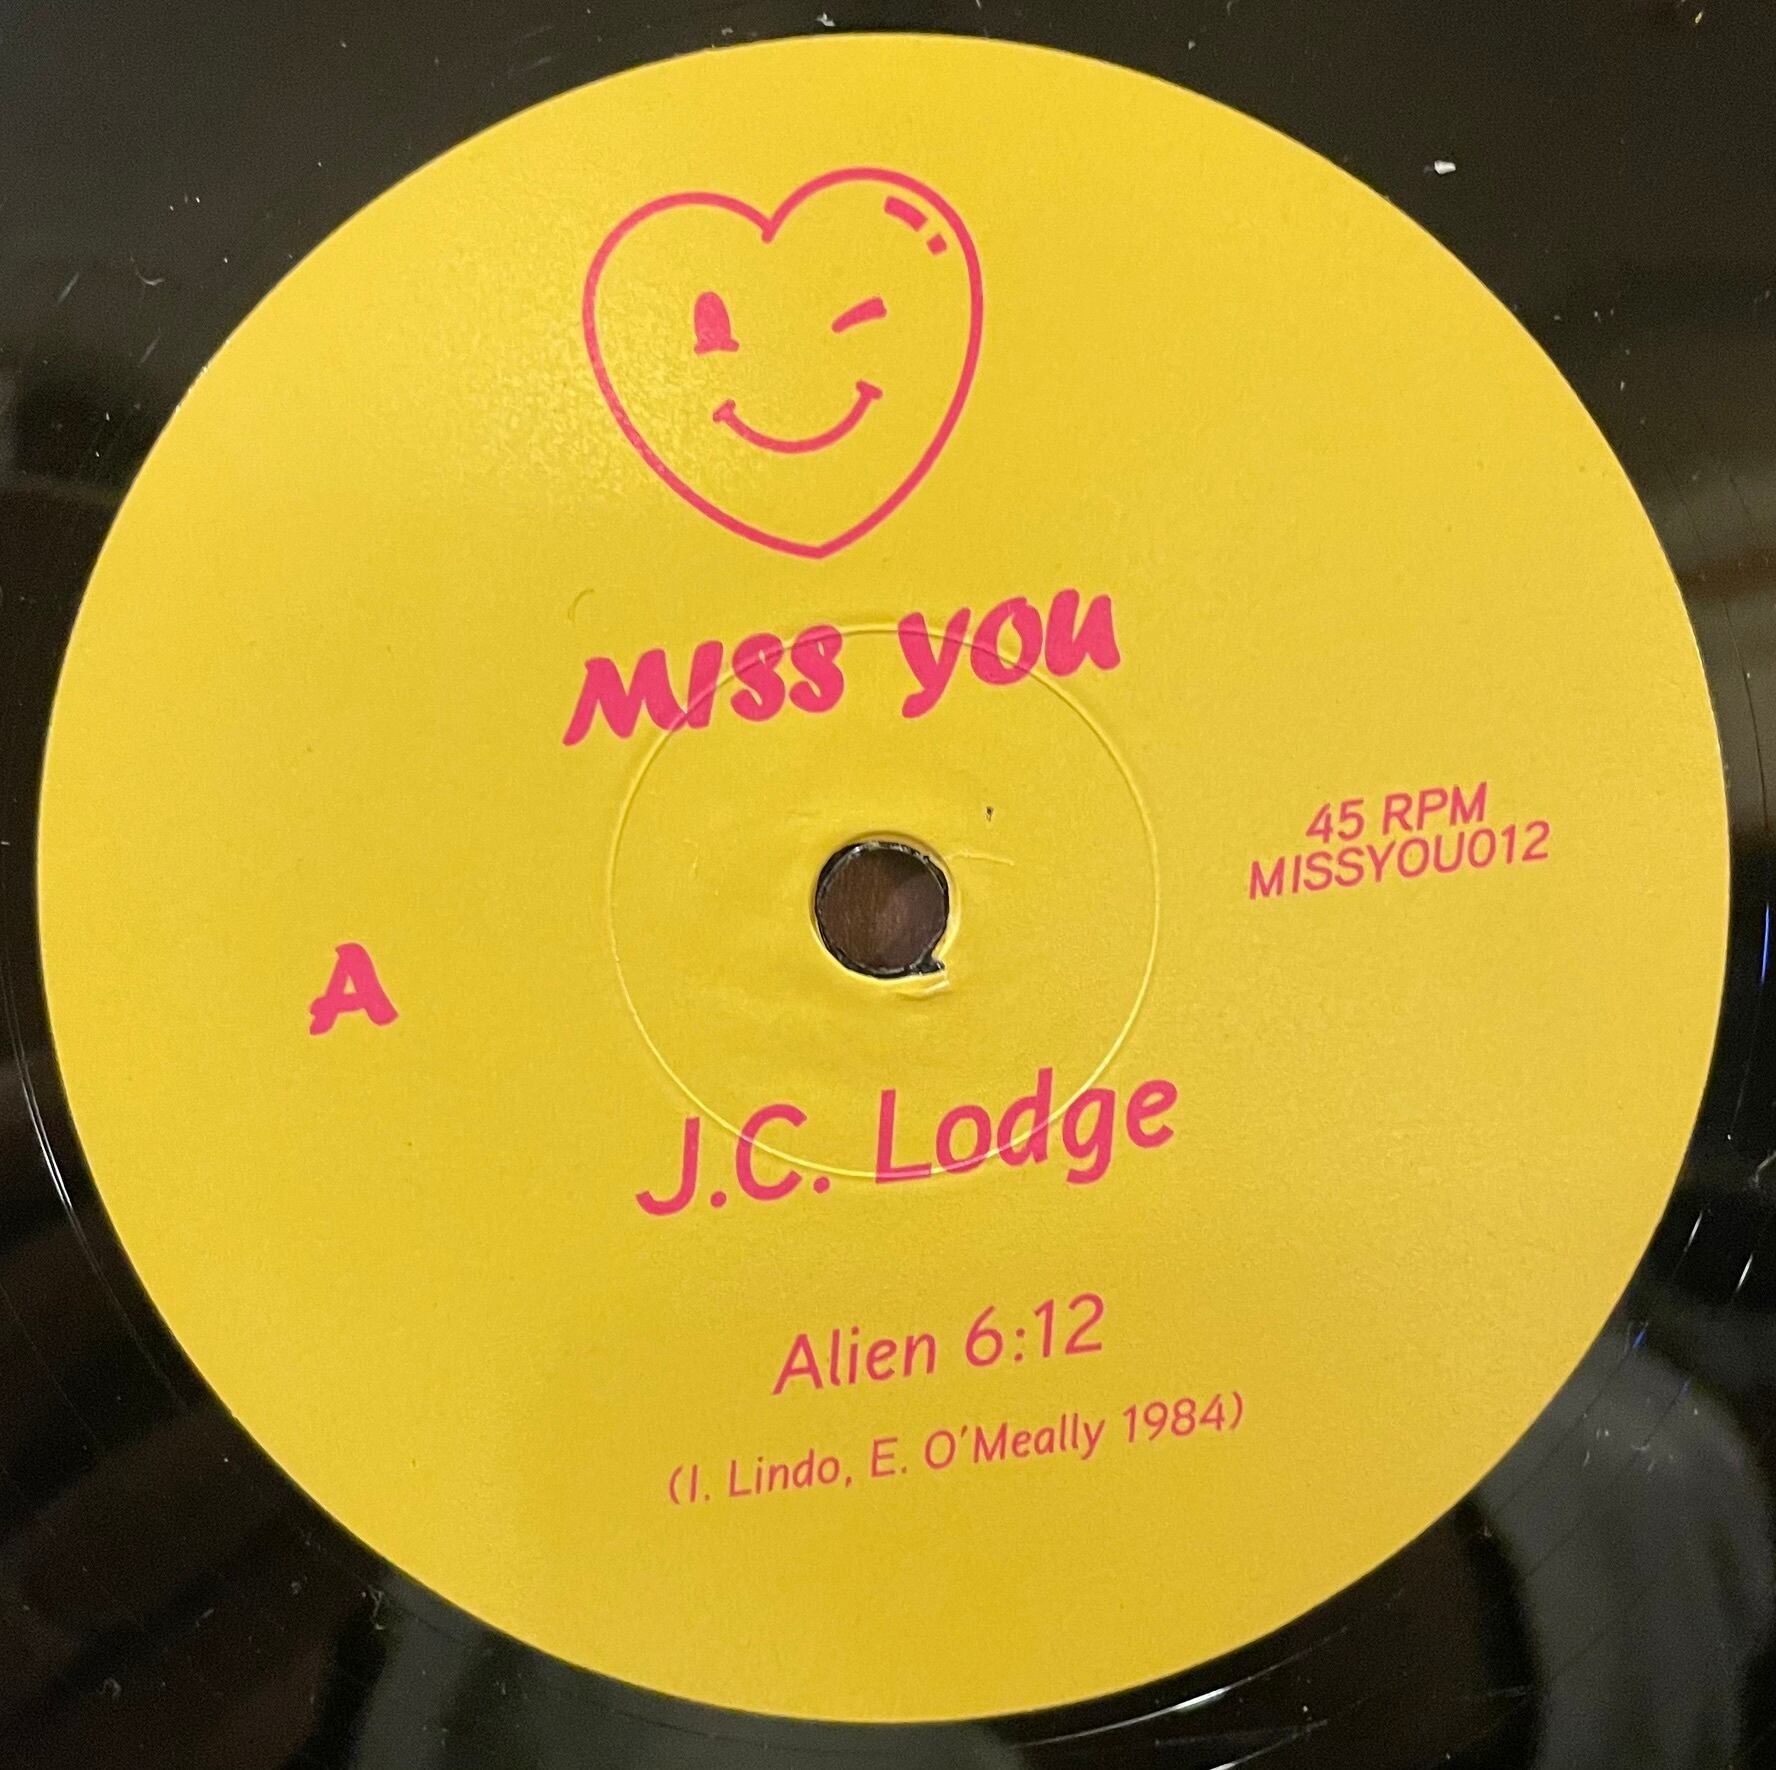 MISS YOU
45 RPM
MISSYOU012
A
J.C. Lodge
Alien 6:12
(I. Lindo, E. O'Meally 1984)